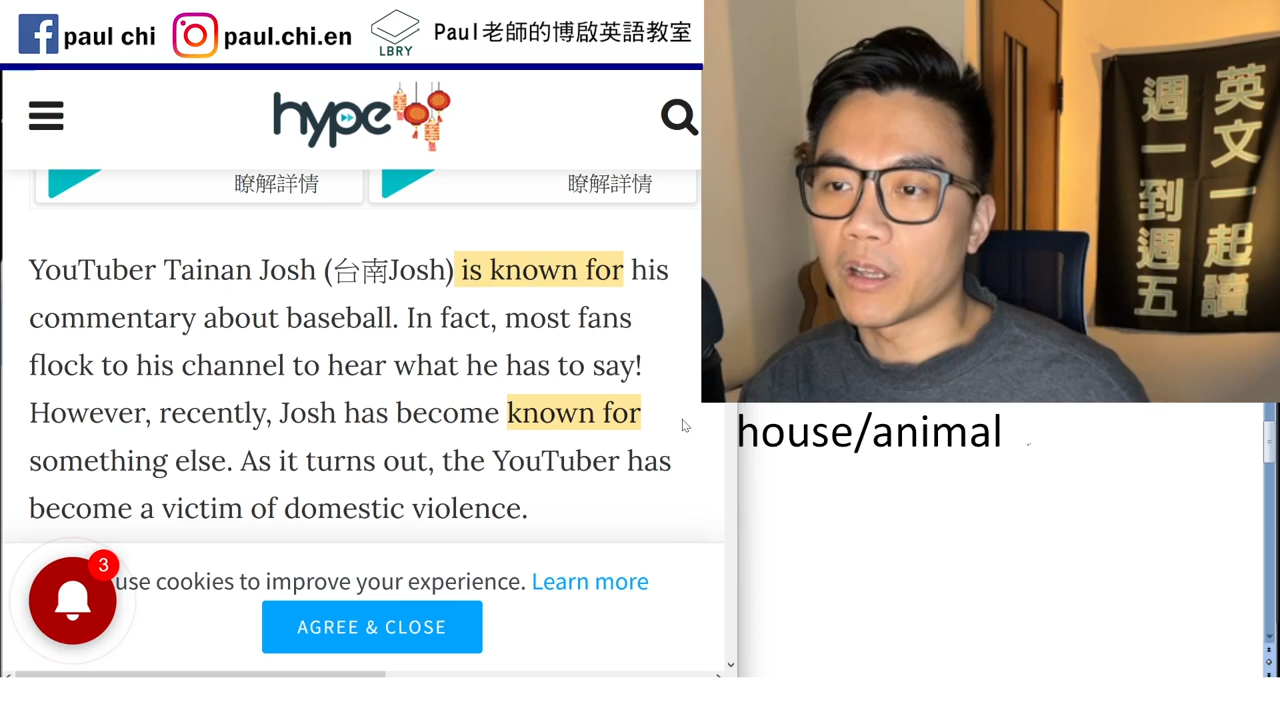 paul chi
paul.chi.en
LBRY
Paul老師的博啟英語教室
hype
瞭解詳情
瞭解詳情
YouTuber Tainan Josh (台南Josh) is known for his
commentary about baseball. In fact, most fans
flock to his channel to hear what he has to say!
However, recently, Josh has become known for
something else. As it turns out, the YouTuber has
become a victim of domestic violence.
use cookies to improve your experience. Learn more
AGREE & CLOSE
3
英文一起讀
週一到週五
house/animal